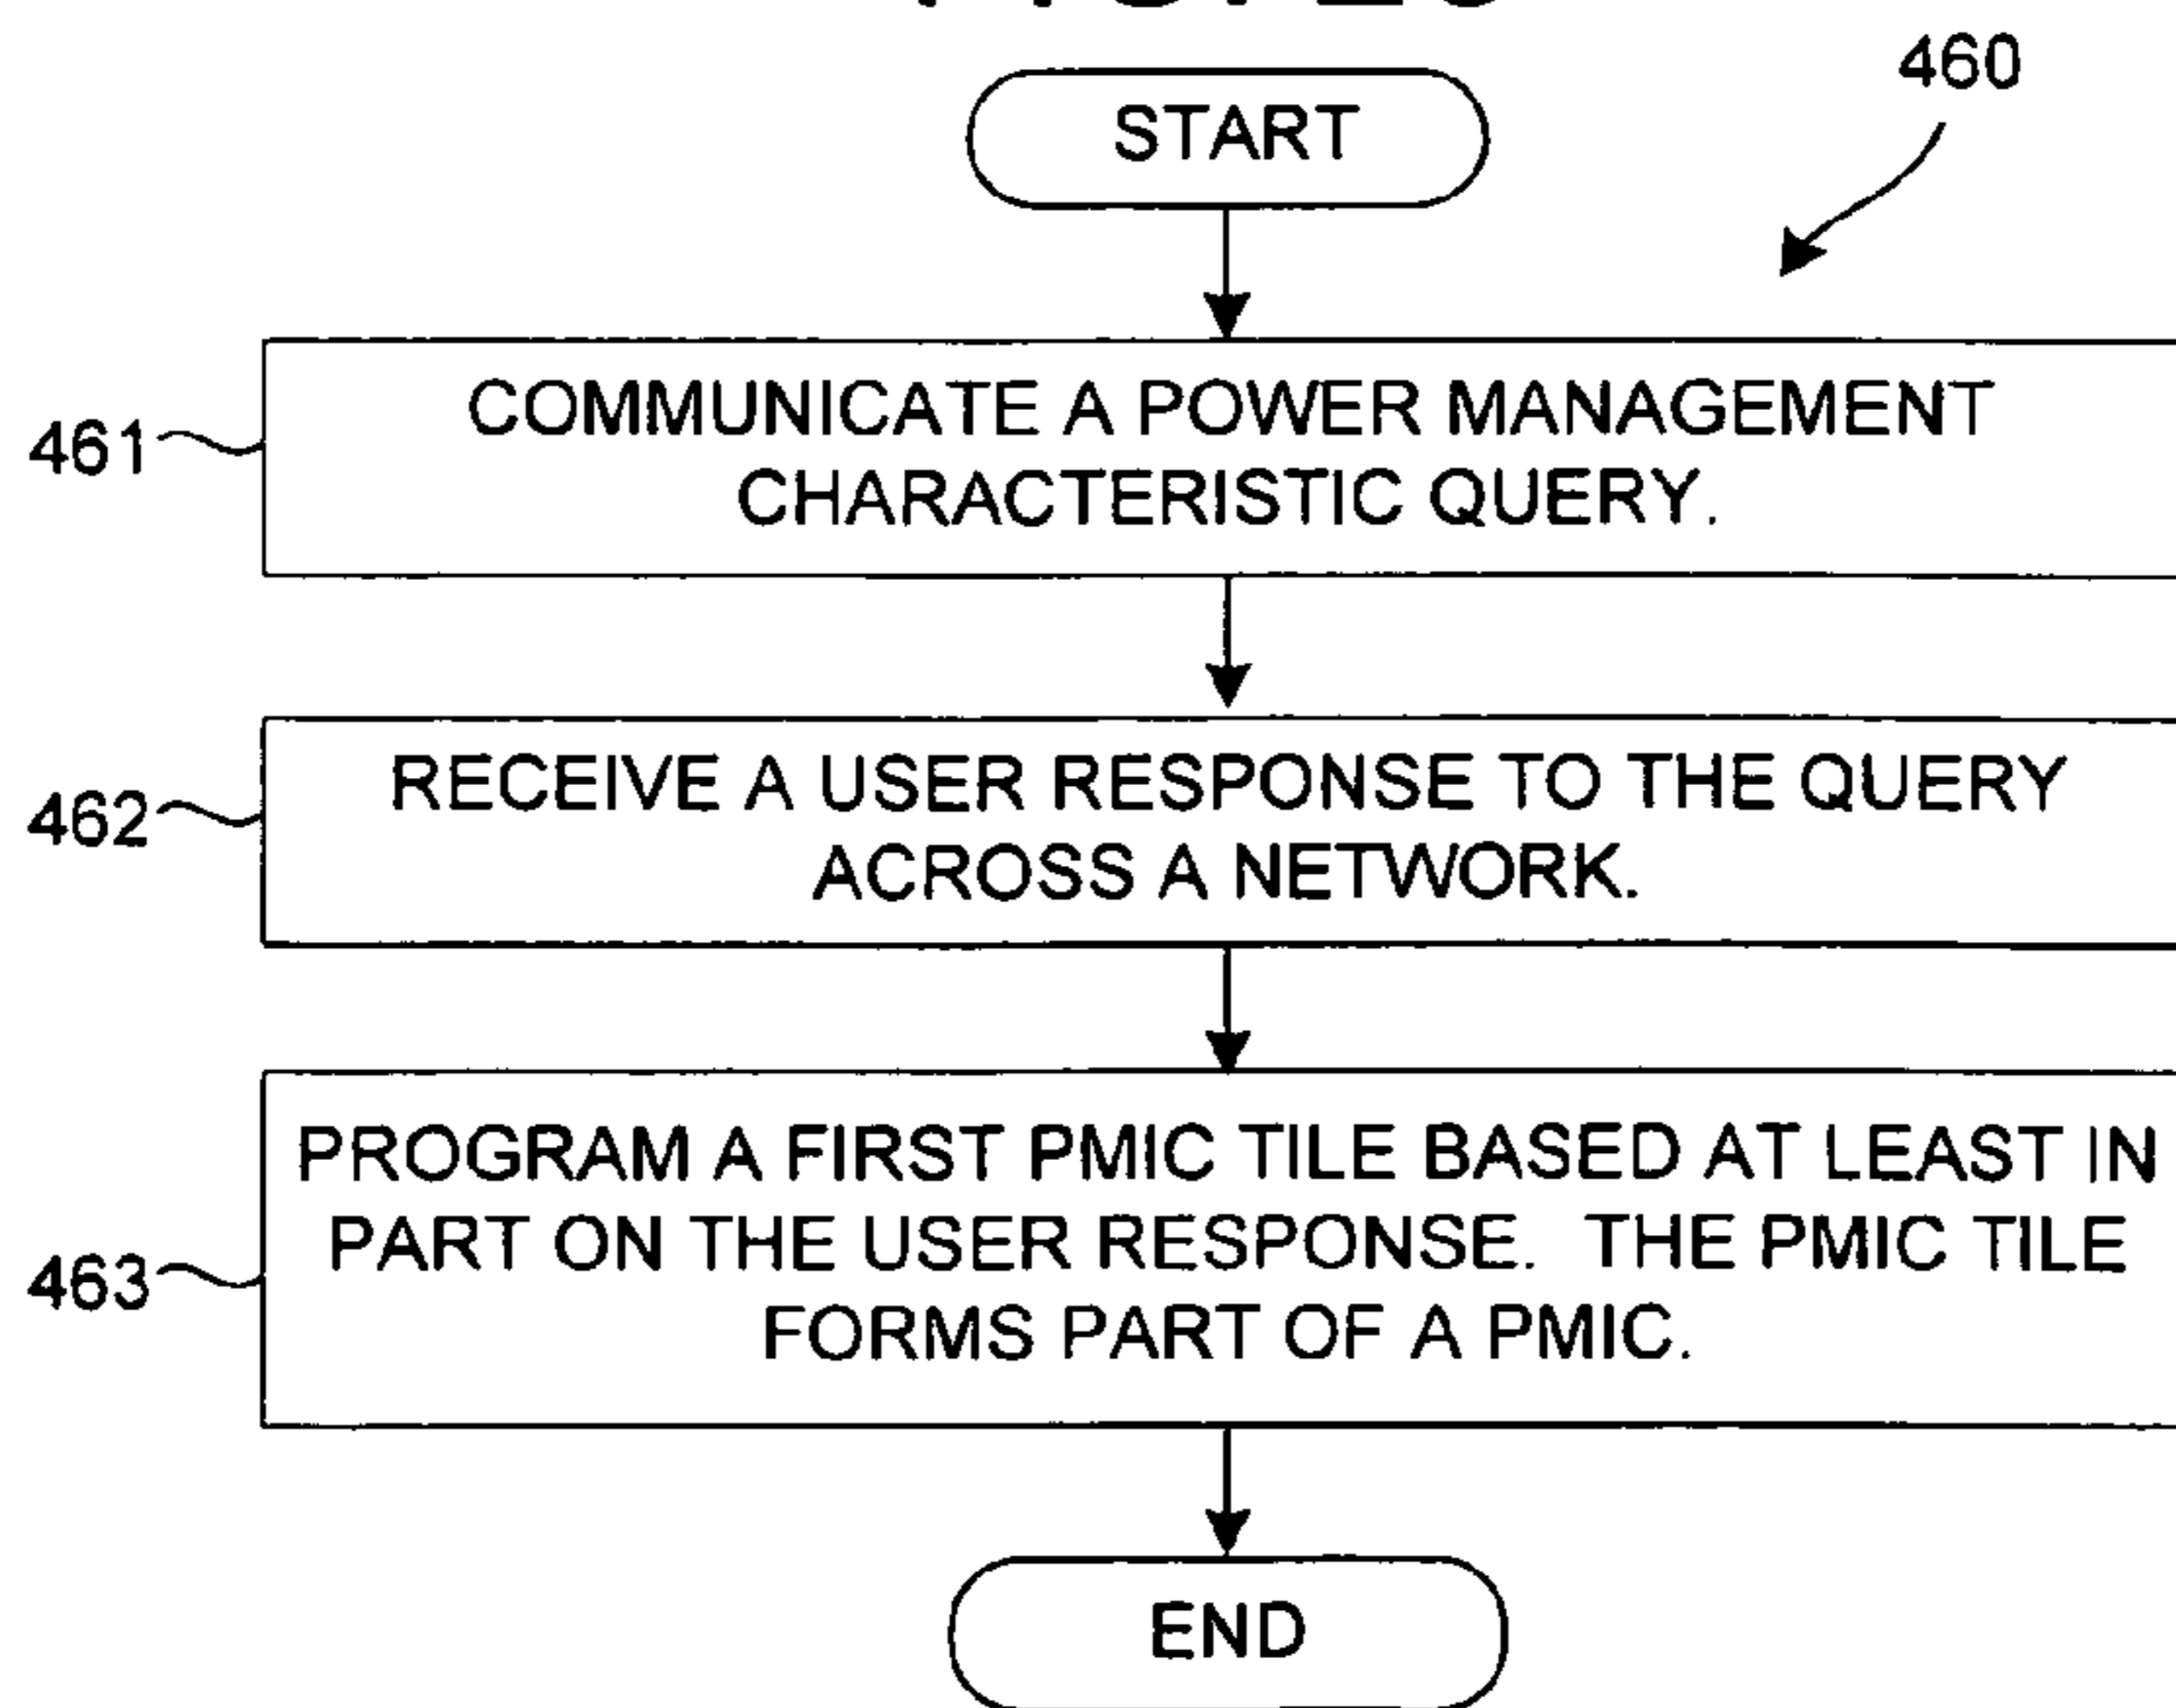 START
460
COMMUNICATE A POWER MANAGEMENT
CHARACTERISTIC QUERY.
461
RECEIVE A USER RESPONSE TO THE QUERY
ACROSS A NETWORK.
462
PROGRAM A FIRST PMIC TILE BASED AT LEAST IN
PART ON THE USER RESPONSE. THE PMIC TILE
FORMS PART OF A PMIC.
463
END